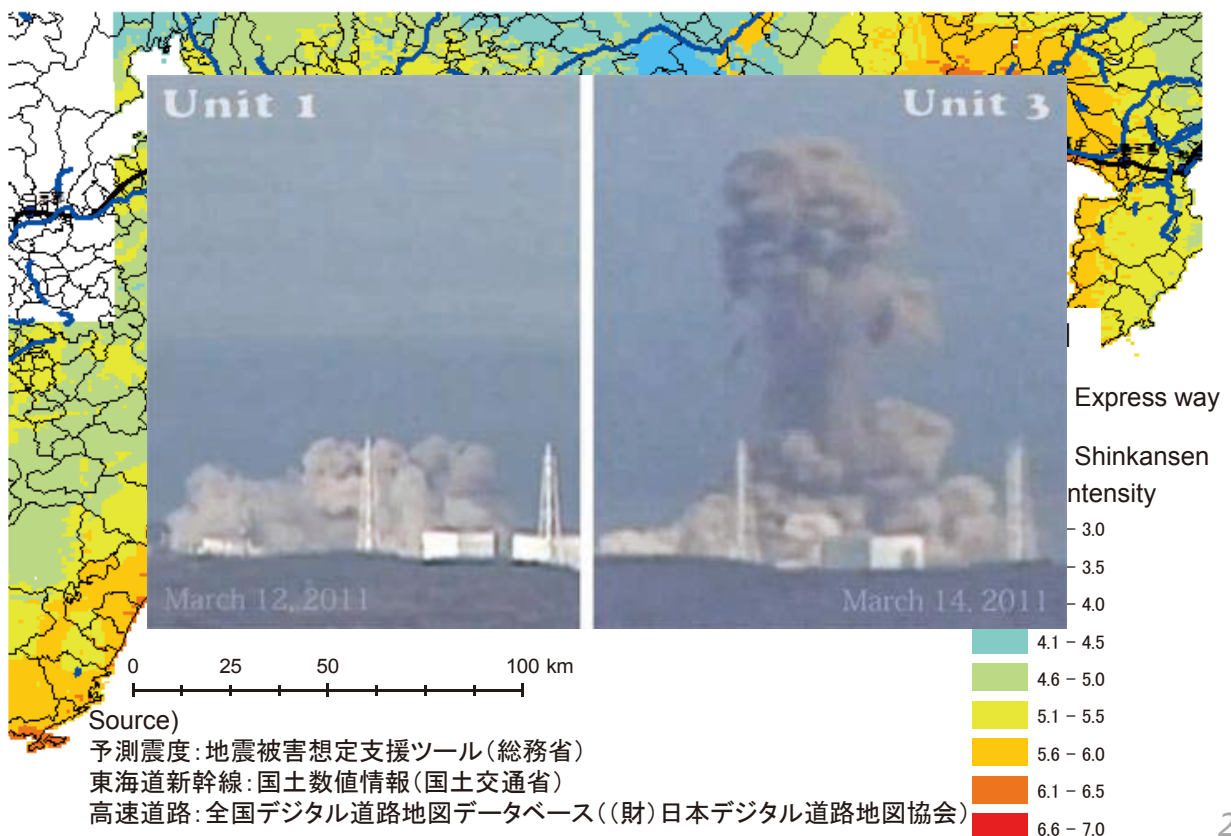 Unit 1
Unit 3
March 12, 2011
March 14, 2011
Express way
Shinkansen
ntensity
- 3.0
- 3.5
- 4.0
4.1 - 4.5
4.6 - 5.0
5.1 - 5.5
5.6 - 6.0
6.1 - 6.5
6.6 - 7.0
0 25 50 100 km
Source)
予測震度:地震被害想定支援ツール(総務省)
東海道新幹線:国土数値情報(国土交通省)
高速道路:全国デジタル道路地図データベース((財)日本デジタル道路地図協会)
2